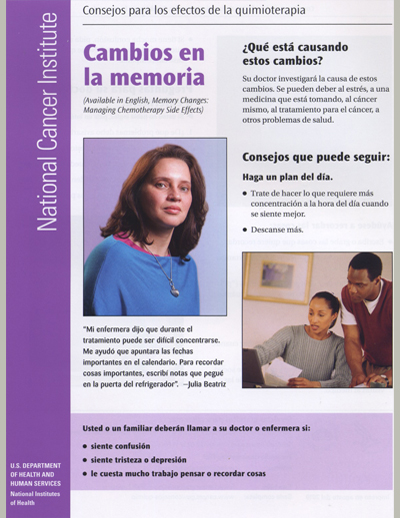 Consejos para los efectos de la quimioterapia
National Cancer Institute
Cambios en
la memoria
(Available in English, Memory Changes:
Managing Chemotherapy Side Effects)
¿Qué está causando
estos cambios?
Su doctor investigará la causa de estos
cambios. Se pueden deber al estrés, a una
medicina que está tomando, al cáncer
mismo, al tratamiento para el cáncer, a
otros problemas de salud.
Consejos que puede seguir:
Haga un plan del día.
• Trate de hacer lo que requiere más
concentración a la hora del día cuando
se siente mejor.
• Descanse más.
"Mi enfermera dijo que durante el
tratamiento puede ser difícil concentrarse.
Me ayudó que apuntara las fechas
importantes en el calendario. Para recordar
cosas importantes, escribí notas que pegué
en la puerta del refrigerador". —Julia Beatriz
Usted o un familiar deberán llamar a su doctor o enfermera si:
• siente confusión
• siente tristeza o depresión
• le cuesta mucho trabajo pensar o recordar cosas
U.S. DEPARTMENT
OF HEALTH AND
HUMAN SERVICES
National Institutes
of Health